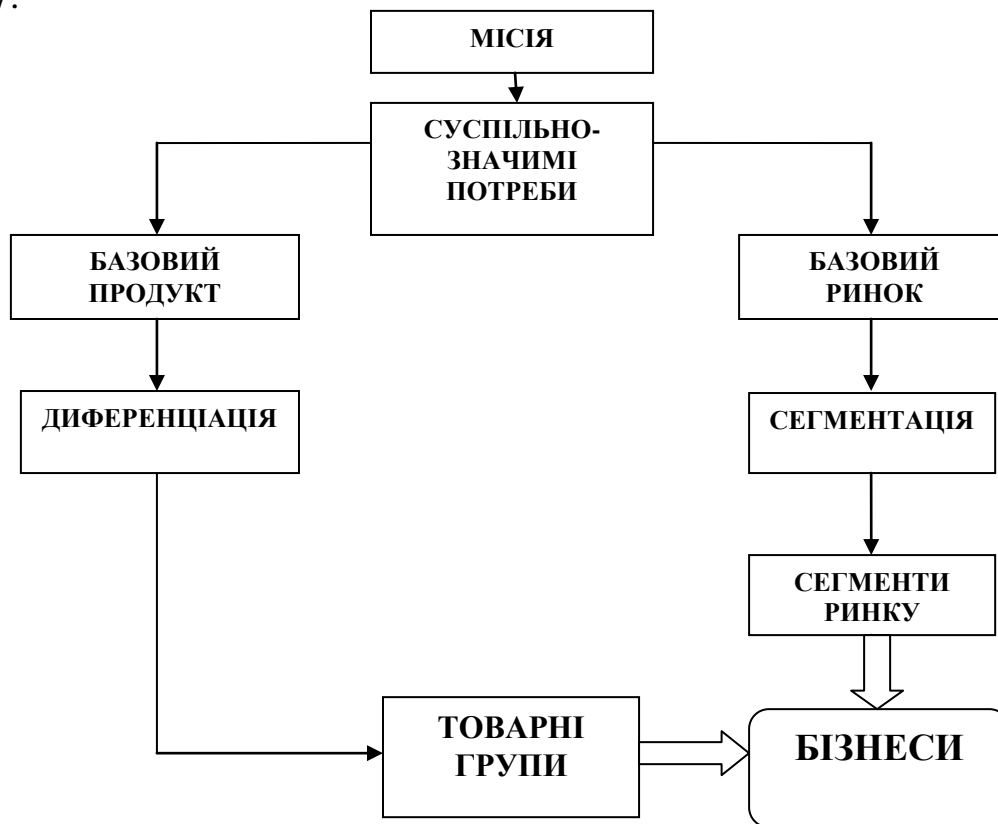 МІСІЯ
СУСПІЛЬНО-
ЗНАЧИМІ
ПОТРЕБИ
БАЗОВИЙ
ПРОДУКТ
БАЗОВИЙ
РИНОК
ДИФЕРЕНЦІАЦІЯ
СЕГМЕНТАЦІЯ
СЕГМЕНТИ
РИНКУ
ТОВАРНІ
ГРУПИ
БІЗНЕСИ